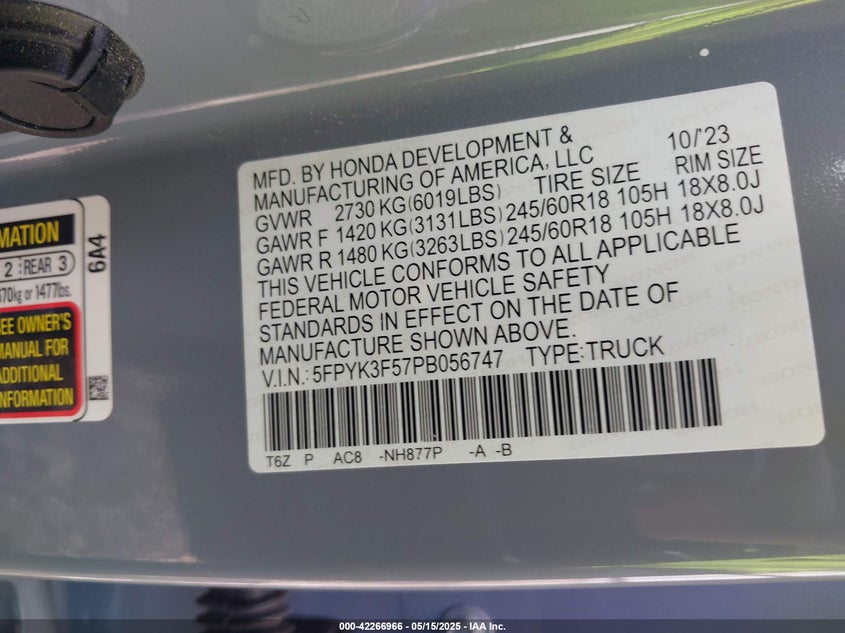 MFD. BY HONDA DEVELOPMENT & 10/'23
MANUFACTURING OF AMERICA, LLC
GVWR 2730 KG(6019LBS) TIRE SIZE RIM SIZE
GAWR F 1420 KG(3131LBS) 245/60R18 105H 18X8.0J
GAWR R 1480 KG(3263LBS) 245/60R18 105H 18X8.0J
THIS VEHICLE CONFORMS TO ALL APPLICABLE
FEDERAL MOTOR VEHICLE SAFETY
STANDARDS IN EFFECT ON THE DATE OF
MANUFACTURE SHOWN ABOVE.
V.I.N.: 5FPYK3F57PB056747 TYPE:TRUCK
T6Z P AC8 -NH877P -A -B
MATION
2 REAR 3
670kg or 1477lbs.
SEE OWNER'S
MANUAL FOR
ADDITIONAL
INFORMATION
6A4
000-42266966 - 05/15/2025 - IAA Inc.